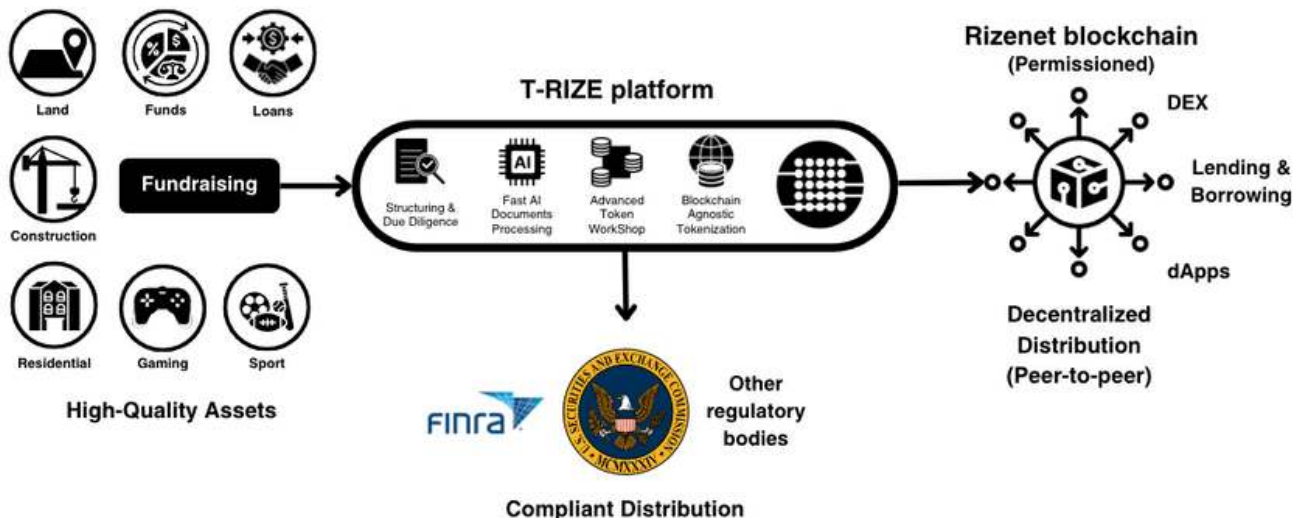 Land
Funds
Loans
Construction
Fundraising
Residential
Gaming
Sport
High-Quality Assets
T-RIZE platform
Structuring &
Due Diligence
Fast AI
Documents
Processing
AI
Advanced
Token
WorkShop
Blockchain
Agnostic
Tokenization
FINra
U.S. SECURITIES AND EXCHANGE COMMISSION
MCMXXXIV
Other
regulatory
bodies
Compliant Distribution
Rizenet blockchain
(Permissioned)
DEX
Lending &
Borrowing
dApps
Decentralized
Distribution
(Peer-to-peer)